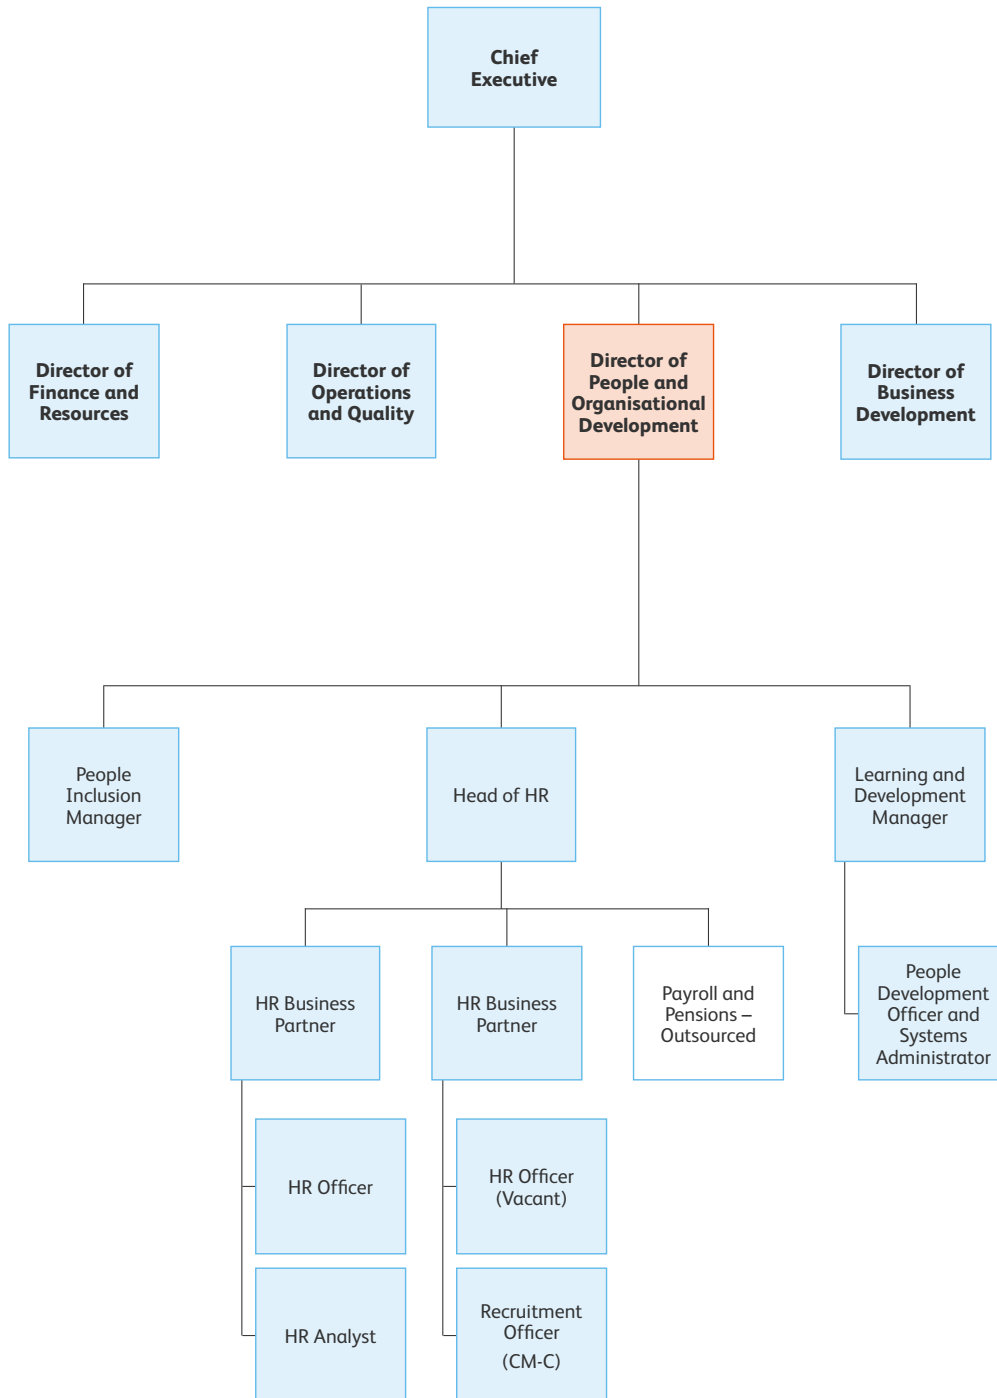 Chief
Executive
Director of
Finance and
Resources
Director of
Operations
and Quality
Director of
People and
Organisational
Development
Director of
Business
Development
People
Inclusion
Manager
Head of HR
Learning and
Development
Manager
HR Business
Partner
HR Business
Partner
Payroll and
Pensions –
Outsourced
People
Development
Officer and
Systems
Administrator
HR Officer
HR Officer
(Vacant)
HR Analyst
Recruitment
Officer
(CM-C)